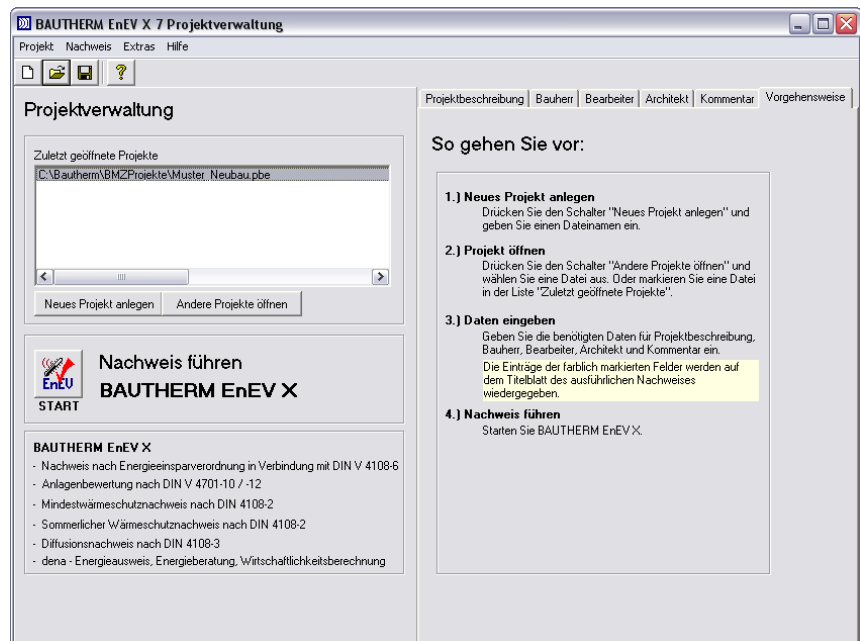 BAUTHERM EnEV X 7 Projektverwaltung
Projekt Nachweis Extras Hilfe
?
Projektverwaltung
Zuletzt geöffnete Projekte
C:\Bautherm\BMZProjekte\Muster_Neubau.pbe
Neues Projekt anlegen Andere Projekte öffnen
EnEV
START
Nachweis führen
BAUTHERM EnEV X
BAUTHERM EnEV X
- Nachweis nach Energieeinsparverordnung in Verbindung mit DIN V 4108-6
- Anlagenbewertung nach DIN V 4701-10 / -12
- Mindestwärmeschutznachweis nach DIN 4108-2
- Sommerlicher Wärmeschutznachweis nach DIN 4108-2
- Diffusionsnachweis nach DIN 4108-3
- dena - Energieausweis, Energieberatung, Wirtschaftlichkeitsberechnung
Projektbeschreibung Bauherr Bearbeiter Architekt Kommentar Vorgehensweise
So gehen Sie vor:
1.) Neues Projekt anlegen
Drücken Sie den Schalter "Neues Projekt anlegen" und
geben Sie einen Dateinamen ein.
2.) Projekt öffnen
Drücken Sie den Schalter "Andere Projekte öffnen" und
wählen Sie eine Datei aus. Oder markieren Sie eine Datei
in der Liste "Zuletzt geöffnete Projekte".
3.) Daten eingeben
Geben Sie die benötigten Daten für Projektbeschreibung,
Bauherr, Bearbeiter, Architekt und Kommentar ein.
Die Einträge der farblich markierten Felder werden auf
dem Titelblatt des ausführlichen Nachweises
wiedergegeben.
4.) Nachweis führen
Starten Sie BAUTHERM EnEV X.